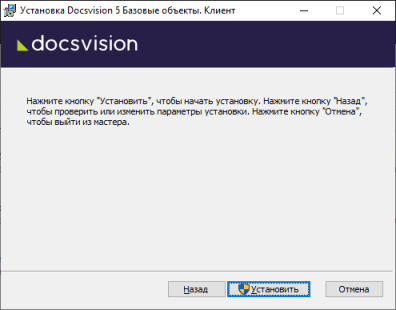 Установка Docsvision 5 Базовые объекты. Клиент
docsvision
Нажмите кнопку "Установить", чтобы начать установку. Нажмите кнопку "Назад",
чтобы проверить или изменить параметры установки. Нажмите кнопку "Отмена",
чтобы выйти из мастера.
Назад
Установить
Отмена